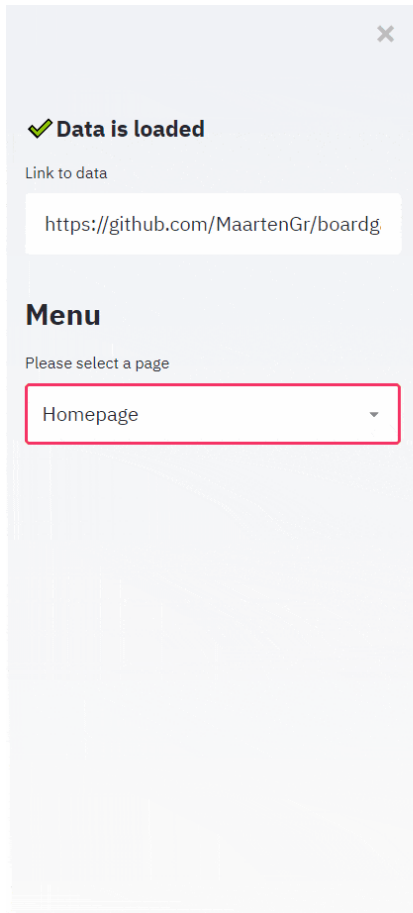 Data is loaded
Link to data
https://github.com/MaartenGr/boardg
Menu
Please select a page
Homepage